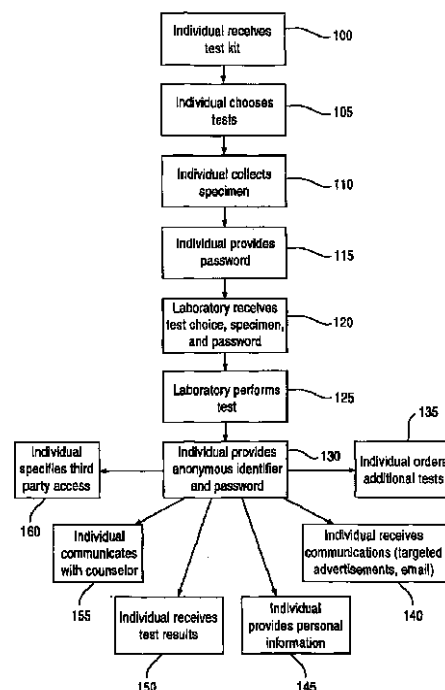 Individual receives
test kit
100
Individual chooses
tests
105
Individual collects
specimen
110
Individual provides
password
115
Laboratory receives
test choice, specimen,
and password
120
Laboratory performs
test
125
Individual provides
anonymous identifier
and password
130
135
Individual orders
additional tests
Individual
specifies third
party access
160
Individual
communicates
with counselor
155
Individual receives
communications (targeted
advertisements, email)
140
Individual receives
test results
150
Individual
provides personal
information
145